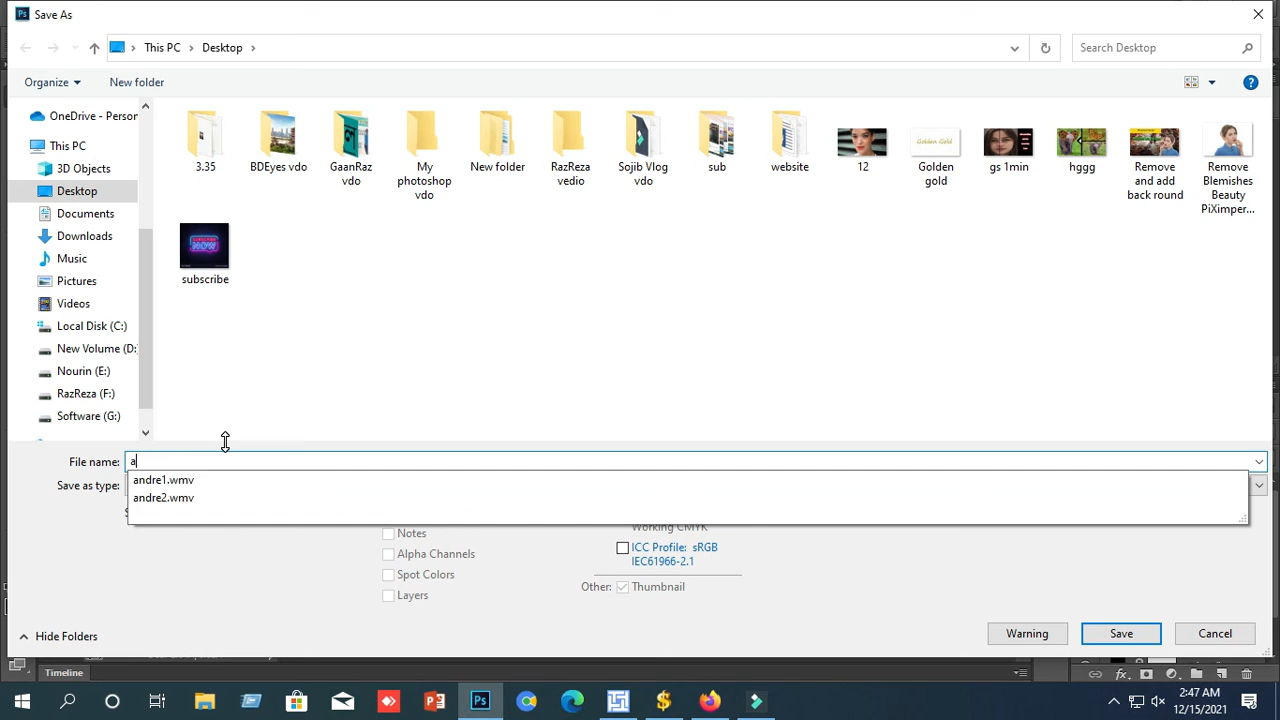 Save As
This PC
Desktop
Search Desktop
Organize
New folder
OneDrive - Person
This PC
3D Objects
Desktop
Documents
Downloads
Music
Pictures
Videos
Local Disk (C:)
New Volume (D:
Nourin (E:)
RazReza (F:)
Software (G:)
3.35
BDEyes vdo
GaanRaz vdo
My photoshop vdo
New folder
RazReza vedio
Sojib Vlog vdo
sub
website
12
Golden gold
gs 1min
hggg
Remove and add back round
Remove Blemishes Beauty PiXimper...
subscribe
File name: a
andre1.wmv
Save as type:
andre2.wmv
Working CMYK
Notes
ICC Profile: sRGB
IEC61966-2.1
Alpha Channels
Spot Colors
Other: Thumbnail
Layers
Hide Folders
Warning
Save
Cancel
Timeline
2:47 AM
12/15/2021